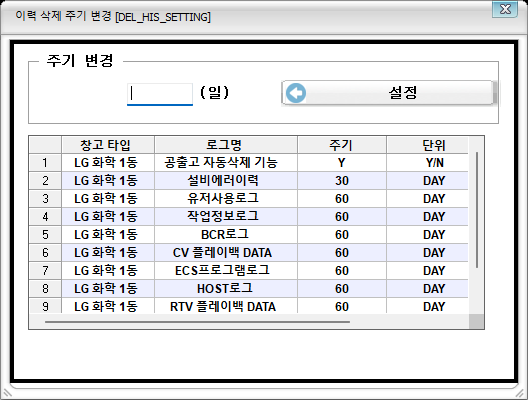 이력 삭제 주기 변경 [DEL_HIS_SETTING]
주기 변경
(일)
설정
창고 타입 로그명 주기 단위
1 LG 화학 1동 공출고 자동삭제 기능 Y Y/N
2 LG 화학 1동 설비에러이력 30 DAY
3 LG 화학 1동 유저사용로그 60 DAY
4 LG 화학 1동 작업정보로그 60 DAY
5 LG 화학 1동 BCR로그 60 DAY
6 LG 화학 1동 CV 플레이백 DATA 60 DAY
7 LG 화학 1동 ECS프로그램로그 60 DAY
8 LG 화학 1동 HOST로그 60 DAY
9 LG 화학 1동 RTV 플레이백 DATA 60 DAY